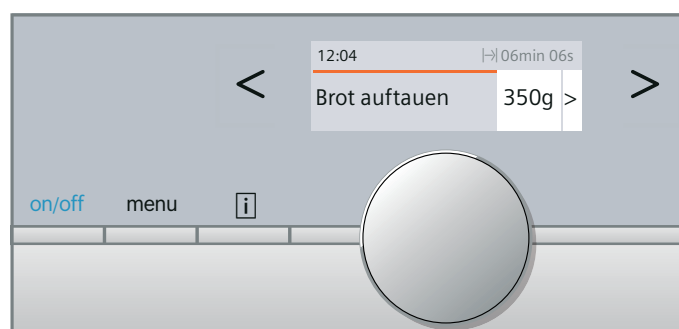 12:04 →| 06min 06s
< Brot auftauen 350g > >
on/off menu i